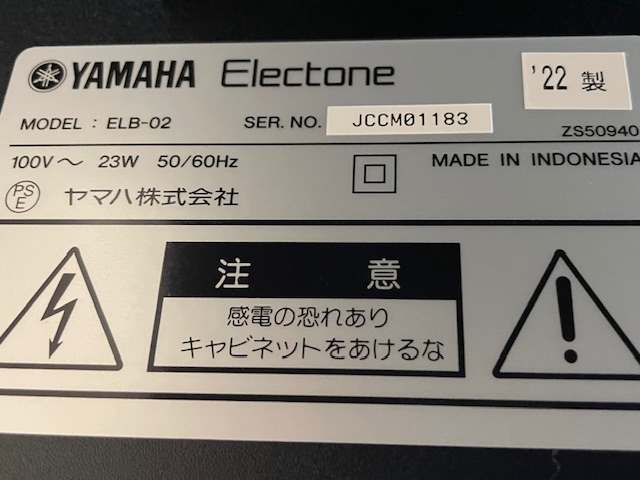 YAMAHA Electone
'22 製
MODEL : ELB-02 SER. NO. JCCM01183
ZS50940
100V～ 23W 50/60Hz MADE IN INDONESIA
PS
E ヤマハ株式会社
注 意
感電の恐れあり
キャビネットをあけるな